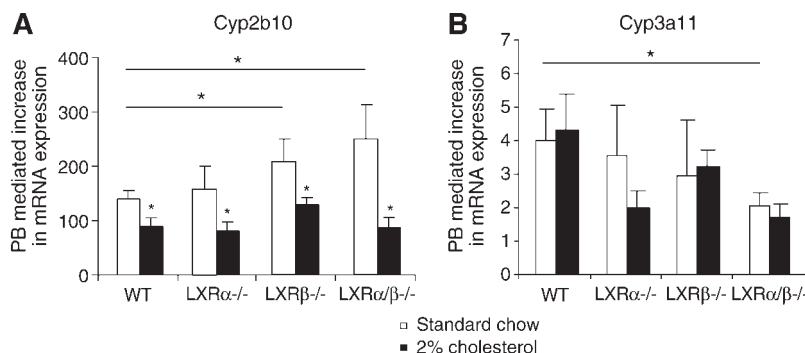 A
Cyp2b10
PB mediated increase
in mRNA expression
400
300
200
100
0
*
*
*
*
*
*
WT
LXRα-/-
LXRβ-/-
LXRα/β-/-
B
Cyp3a11
PB mediated increase
in mRNA expression
7
6
5
4
3
2
1
0
*
WT
LXRα-/-
LXRβ-/-
LXRα/β-/-
Standard chow
2% cholesterol